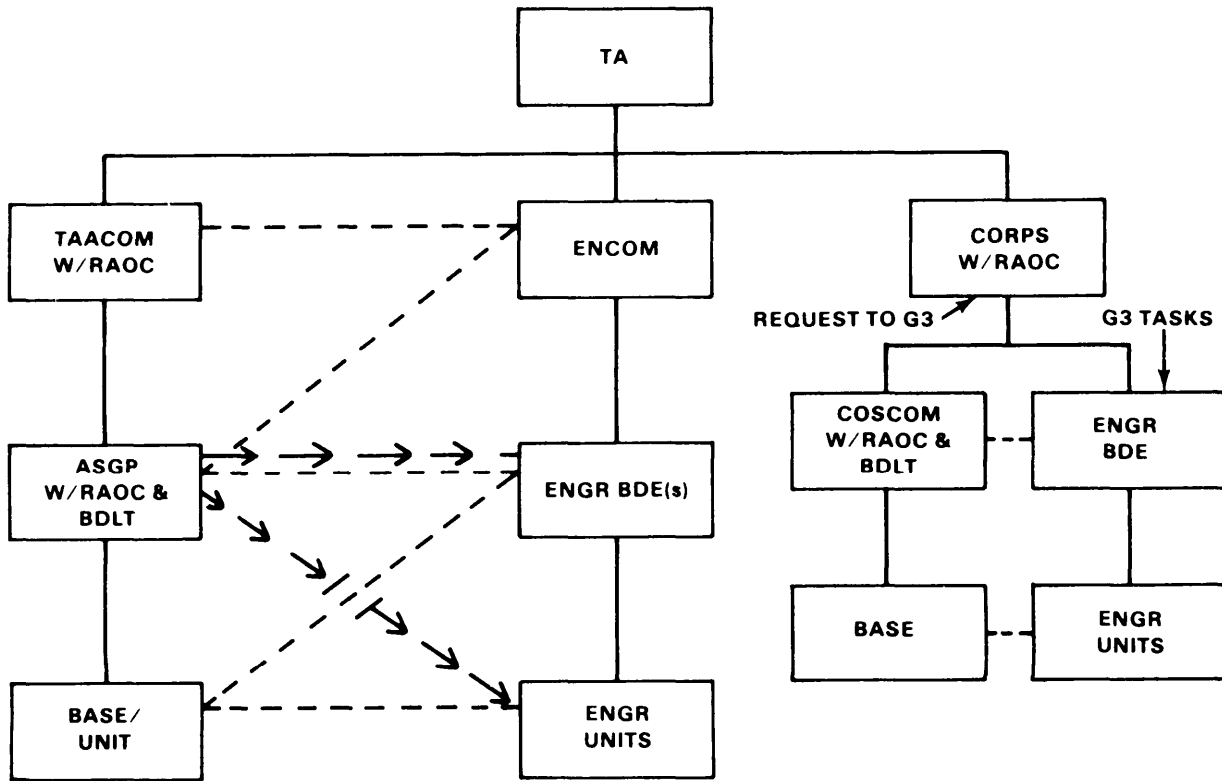 TA
TAACOM
W/RAOC
ENCOM
CORPS
W/RAOC
REQUEST TO G3
G3 TASKS
ASGP
W/RAOC &
BDLT
ENGR BDE(s)
COSCOM
W/RAOC &
BDLT
ENGR
BDE
BASE
ENGR
UNITS
BASE/
UNIT
ENGR
UNITS